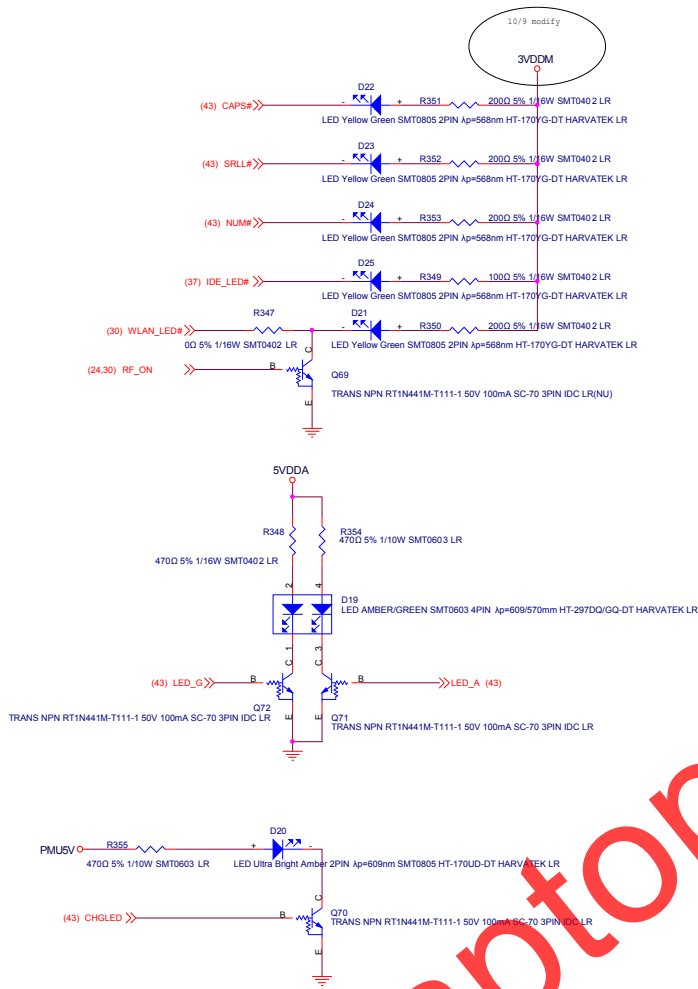 10/9 modify
3VDDM
D22
(43) CAPS#
-
+
R351
200Ω 5% 1/16W SMT0402 LR
LED Yellow Green SMT0805 2PIN λp=568nm HT-170YG-DT HARVATEK LR
D23
(43) SRLL#
-
+
R352
200Ω 5% 1/16W SMT0402 LR
LED Yellow Green SMT0805 2PIN λp=568nm HT-170YG-DT HARVATEK LR
D24
(43) NUM#
-
+
R353
200Ω 5% 1/16W SMT0402 LR
LED Yellow Green SMT0805 2PIN λp=568nm HT-170YG-DT HARVATEK LR
D25
(37) IDE_LED#
-
+
R349
100Ω 5% 1/16W SMT0402 LR
LED Yellow Green SMT0805 2PIN λp=568nm HT-170YG-DT HARVATEK LR
R347
D21
(30) WLAN_LED#
-
+
R350
200Ω 5% 1/16W SMT0402 LR
0Ω 5% 1/16W SMT0402 LR
LED Yellow Green SMT0805 2PIN λp=568nm HT-170YG-DT HARVATEK LR
C
(24,30) RF_ON
B
Q69
TRANS NPN RT1N441M-T111-1 50V 100mA SC-70 3PIN IDC LR(NU)
E
5VDDA
R348
R354
470Ω 5% 1/10W SMT0603 LR
470Ω 5% 1/16W SMT0402 LR
2
4
D19
LED AMBER/GREEN SMT0603 4PIN λp=609/570mm HT-297DQ/GQ-DT HARVATEK LR
1
3
C
C
(43) LED_G
B
B
LED_A (43)
Q72
E
E
Q71
TRANS NPN RT1N441M-T111-1 50V 100mA SC-70 3PIN IDC LR
TRANS NPN RT1N441M-T111-1 50V 100mA SC-70 3PIN IDC LR
D20
PMU5V
R355
+
-
470Ω 5% 1/10W SMT0603 LR
LED Ultra Bright Amber 2PIN λp=609nm SMT0805 HT-170UD-DT HARVATEK LR
C
(43) CHGLED
B
Q70
TRANS NPN RT1N441M-T111-1 50V 100mA SC-70 3PIN IDC LR
E